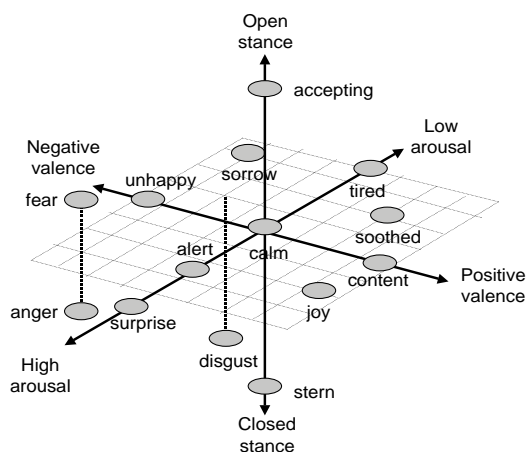 Open
stance
accepting
Low
arousal
Negative
valence
sorrow
unhappy
tired
fear
soothed
calm
alert
content
Positive
valence
anger
surprise
joy
disgust
High
arousal
stern
Closed
stance